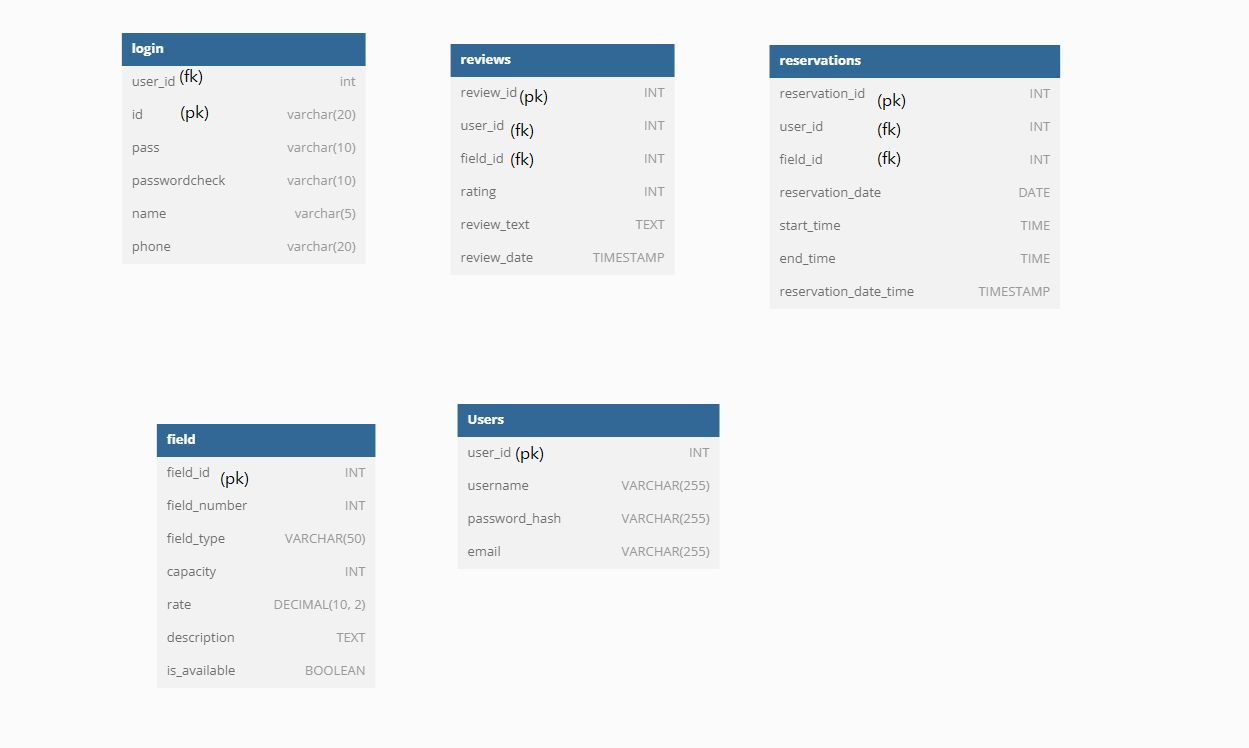 login
user_id (fk) int
id (pk) varchar(20)
pass varchar(10)
passwordcheck varchar(10)
name varchar(5)
phone varchar(20)
reviews
review_id (pk) INT
user_id (fk) INT
field_id (fk) INT
rating INT
review_text TEXT
review_date TIMESTAMP
reservations
reservation_id (pk) INT
user_id (fk) INT
field_id (fk) INT
reservation_date DATE
start_time TIME
end_time TIME
reservation_date_time TIMESTAMP
field
field_id (pk) INT
field_number INT
field_type VARCHAR(50)
capacity INT
rate DECIMAL(10, 2)
description TEXT
is_available BOOLEAN
Users
user_id (pk) INT
username VARCHAR(255)
password_hash VARCHAR(255)
email VARCHAR(255)